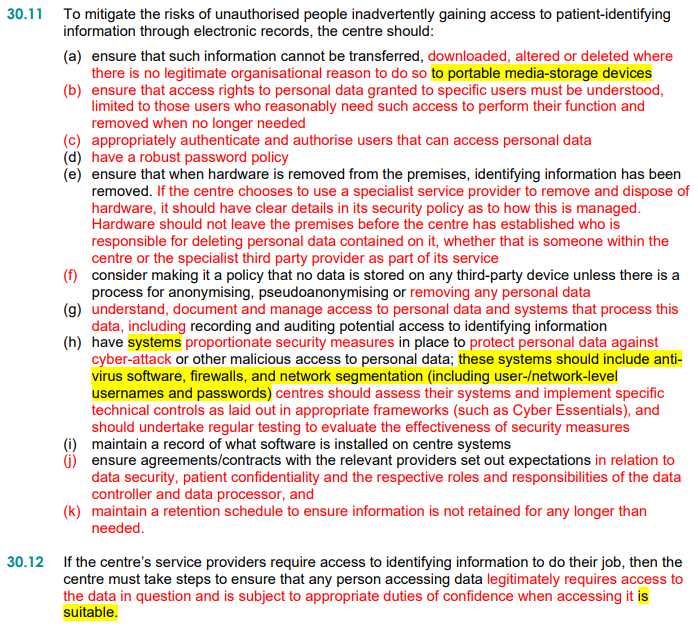 30.11 To mitigate the risks of unauthorised people inadvertently gaining access to patient-identifying
information through electronic records, the centre should:
(a) ensure that such information cannot be transferred, downloaded, altered or deleted where
there is no legitimate organisational reason to do so to portable media-storage devices
(b) ensure that access rights to personal data granted to specific users must be understood,
limited to those users who reasonably need such access to perform their function and
removed when no longer needed
(c) appropriately authenticate and authorise users that can access personal data
(d) have a robust password policy
(e) ensure that when hardware is removed from the premises, identifying information has been
removed. If the centre chooses to use a specialist service provider to remove and dispose of
hardware, it should have clear details in its security policy as to how this is managed.
Hardware should not leave the premises before the centre has established who is
responsible for deleting personal data contained on it, whether that is someone within the
centre or the specialist third party provider as part of its service
(f) consider making it a policy that no data is stored on any third-party device unless there is a
process for anonymising, pseudoanonymising or removing any personal data
(g) understand, document and manage access to personal data and systems that process this
data, including recording and auditing potential access to identifying information
(h) have systems proportionate security measures in place to protect personal data against
cyber-attack or other malicious access to personal data; these systems should include anti-
virus software, firewalls, and network segmentation (including user-/network-level
usernames and passwords) centres should assess their systems and implement specific
technical controls as laid out in appropriate frameworks (such as Cyber Essentials), and
should undertake regular testing to evaluate the effectiveness of security measures
(i) maintain a record of what software is installed on centre systems
(j) ensure agreements/contracts with the relevant providers set out expectations in relation to
data security, patient confidentiality and the respective roles and responsibilities of the data
controller and data processor, and
(k) maintain a retention schedule to ensure information is not retained for any longer than
needed.
30.12 If the centre's service providers require access to identifying information to do their job, then the
centre must take steps to ensure that any person accessing data legitimately requires access to
the data in question and is subject to appropriate duties of confidence when accessing it is
suitable.